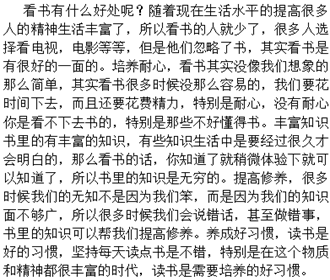 看书有什么好处呢？随着现在生活水平的提高很多
人的精神生活丰富了，所以看书的人就少了，很多人选
择看电视，电影等等，但是他们忽略了书，其实看书是
有很好的一面的。培养耐心，看书其实没像我们想象的
那么简单，其实看书很多时候没那么容易的，我们要花
时间下去，而且还要花费精力，特别是耐心，没有耐心
你是看不下去书的，特别是那些不好懂得书。丰富知识
书里的有丰富的知识，有些知识生活中是要经过很久才
会明白的，那么看书的话，你知道了就稍微体验下就可
以知道了，所以书里的知识是无穷的。提高修养，很多
时候我们的无知不是因为我们笨，而是因为我们的知识
面不够广，所以很多时候我们会说错话，甚至做错事，
书里的知识可以帮我们提高修养。养成好习惯，读书是
好的习惯，坚持每天读点书是不错，特别是在这个物质
和精神都很丰富的时代，读书是需要培养的好习惯。